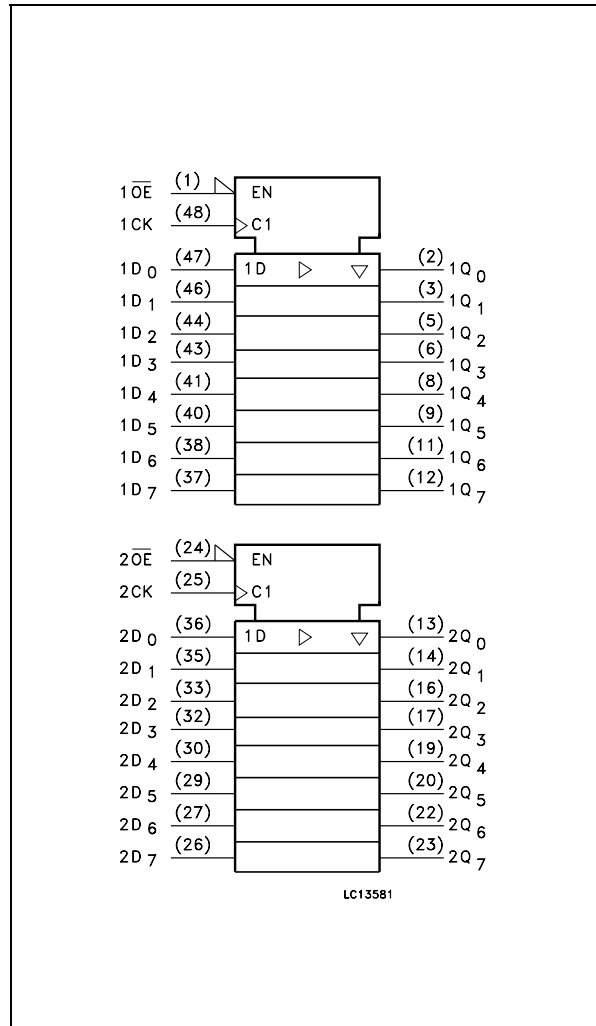 1O̅E̅ (1) EN
1CK (48) C1
1D0 (47) 1D (2) 1Q0
1D1 (46) (3) 1Q1
1D2 (44) (5) 1Q2
1D3 (43) (6) 1Q3
1D4 (41) (8) 1Q4
1D5 (40) (9) 1Q5
1D6 (38) (11) 1Q6
1D7 (37) (12) 1Q7
2O̅E̅ (24) EN
2CK (25) C1
2D0 (36) 1D (13) 2Q0
2D1 (35) (14) 2Q1
2D2 (33) (16) 2Q2
2D3 (32) (17) 2Q3
2D4 (30) (19) 2Q4
2D5 (29) (20) 2Q5
2D6 (27) (22) 2Q6
2D7 (26) (23) 2Q7
LC13581